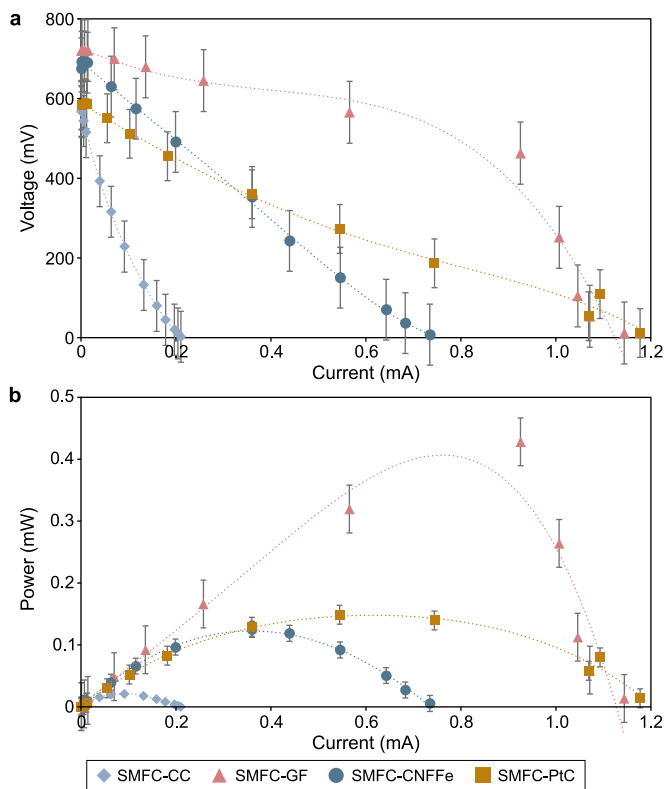 a
800
600
400
200
0
Voltage (mV)
0 0.2 0.4 0.6 0.8 1.0 1.2
Current (mA)
b
0.5
0.4
0.3
0.2
0.1
0
Power (mW)
0 0.2 0.4 0.6 0.8 1.0 1.2
Current (mA)
SMFC-CC SMFC-GF SMFC-CNFFe SMFC-PtC